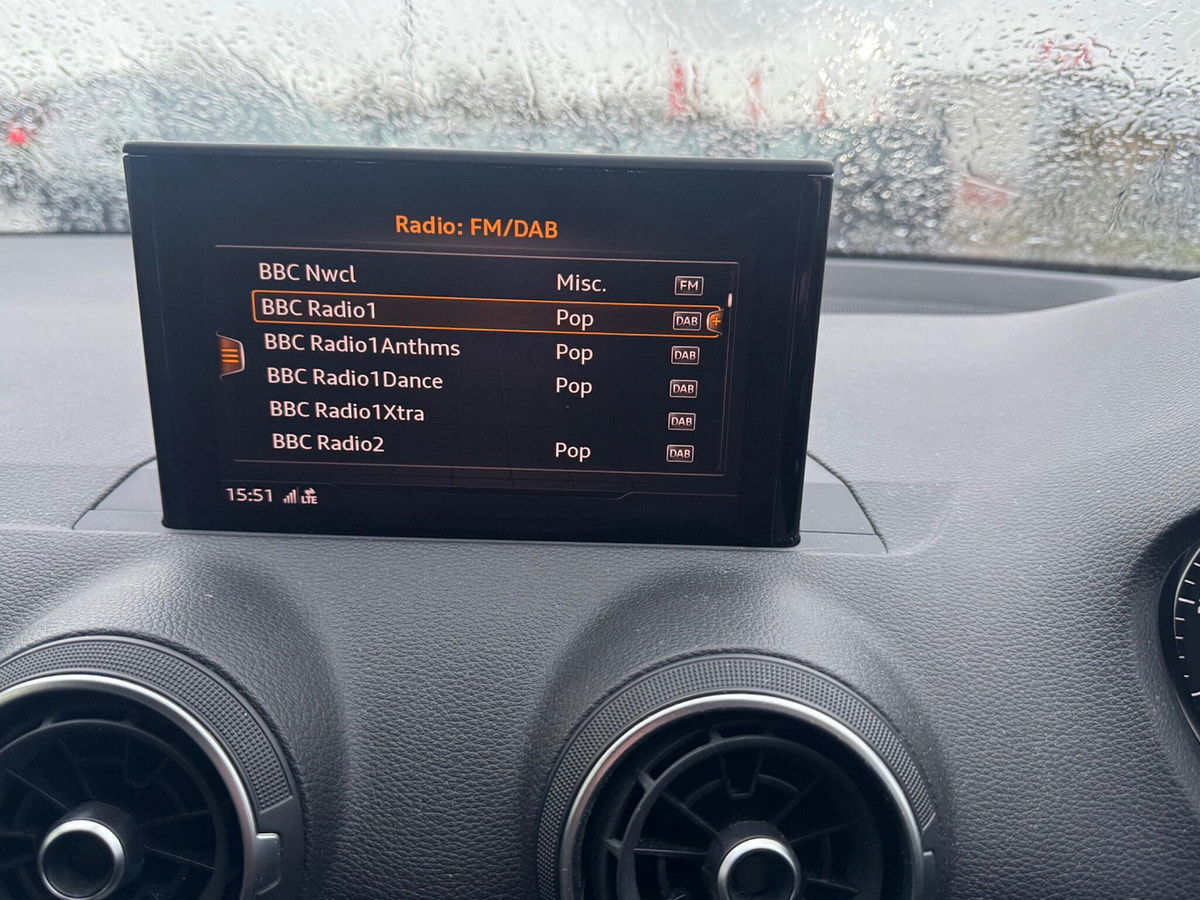 Radio: FM/DAB
BBC Nwcl Misc. FM
BBC Radio1 Pop DAB
BBC Radio1Anthms Pop DAB
BBC Radio1Dance Pop DAB
BBC Radio1Xtra DAB
BBC Radio2 Pop DAB
15:51 LTE